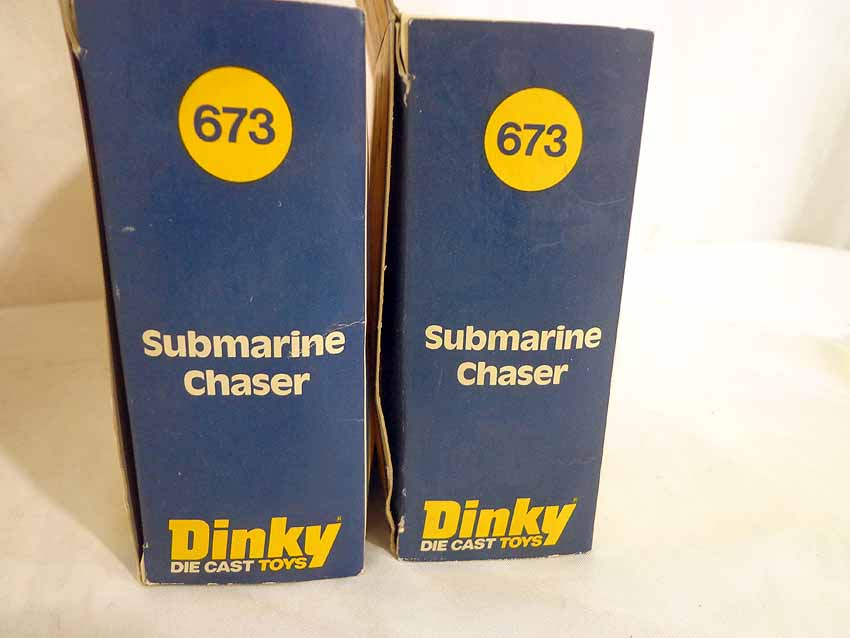 673
Submarine
Chaser
Dinky
DIE CAST TOYS
673
Submarine
Chaser
Dinky
DIE CAST TOYS